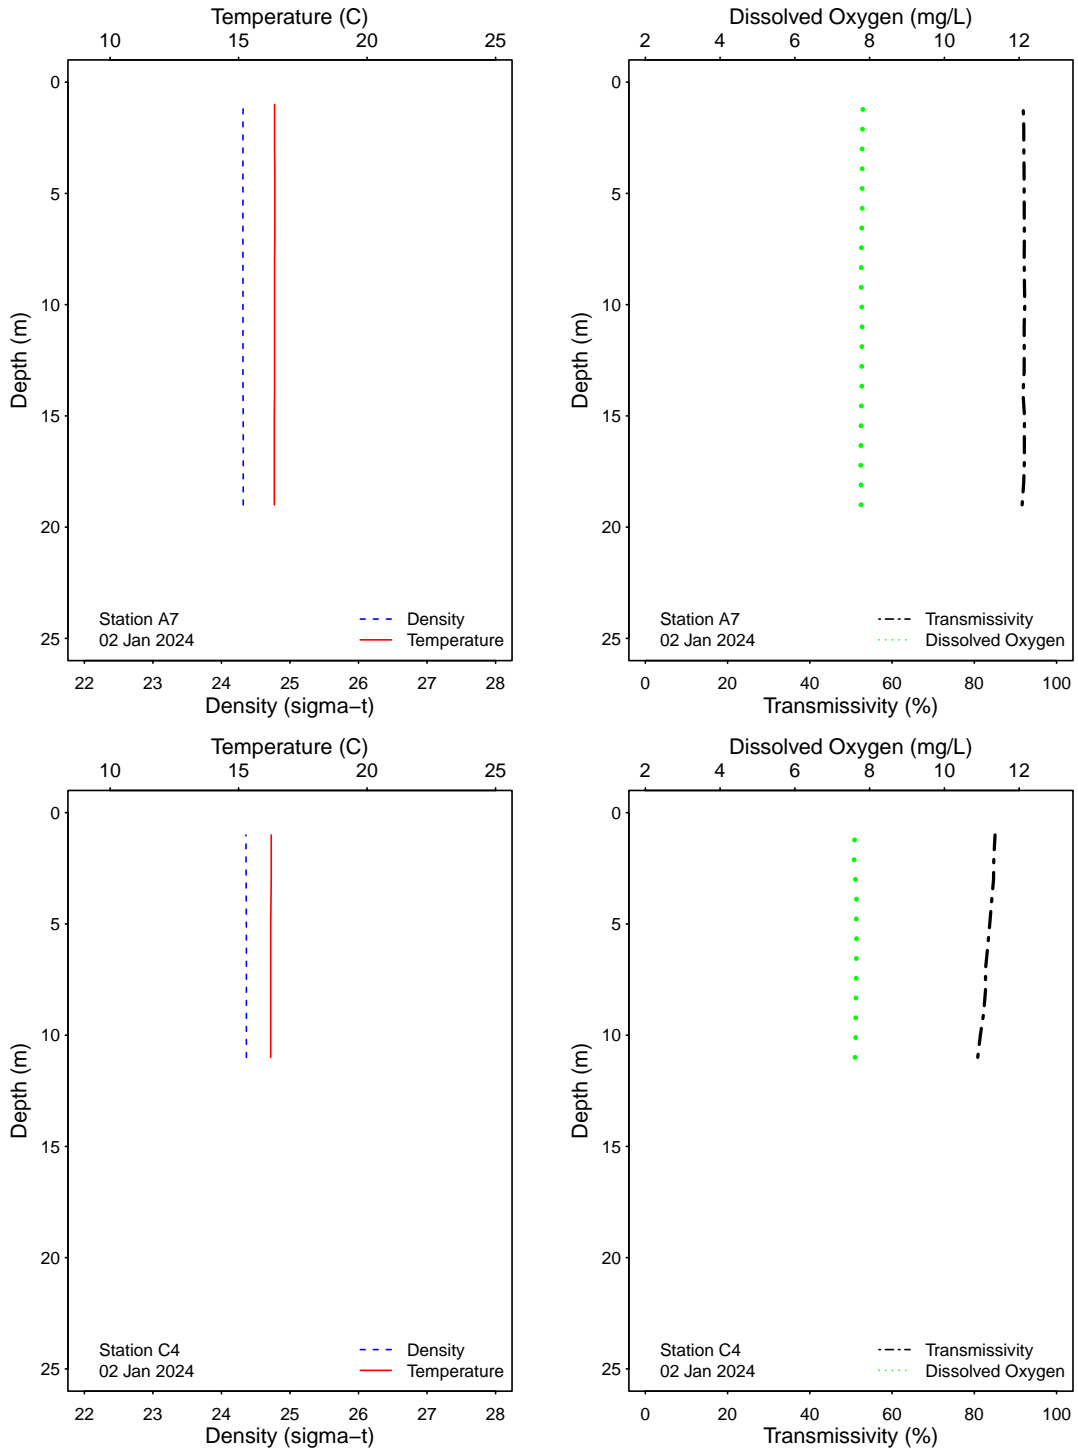 Temperature (C)
10 15 20 25
Depth (m)
0
5
10
15
20
25
Station A7
02 Jan 2024
Density
Temperature
22 23 24 25 26 27 28
Density (sigma−t)
Dissolved Oxygen (mg/L)
2 4 6 8 10 12
Depth (m)
0
5
10
15
20
25
Station A7
02 Jan 2024
Transmissivity
Dissolved Oxygen
0 20 40 60 80 100
Transmissivity (%)
Temperature (C)
10 15 20 25
Depth (m)
0
5
10
15
20
25
Station C4
02 Jan 2024
Density
Temperature
22 23 24 25 26 27 28
Density (sigma−t)
Dissolved Oxygen (mg/L)
2 4 6 8 10 12
Depth (m)
0
5
10
15
20
25
Station C4
02 Jan 2024
Transmissivity
Dissolved Oxygen
0 20 40 60 80 100
Transmissivity (%)